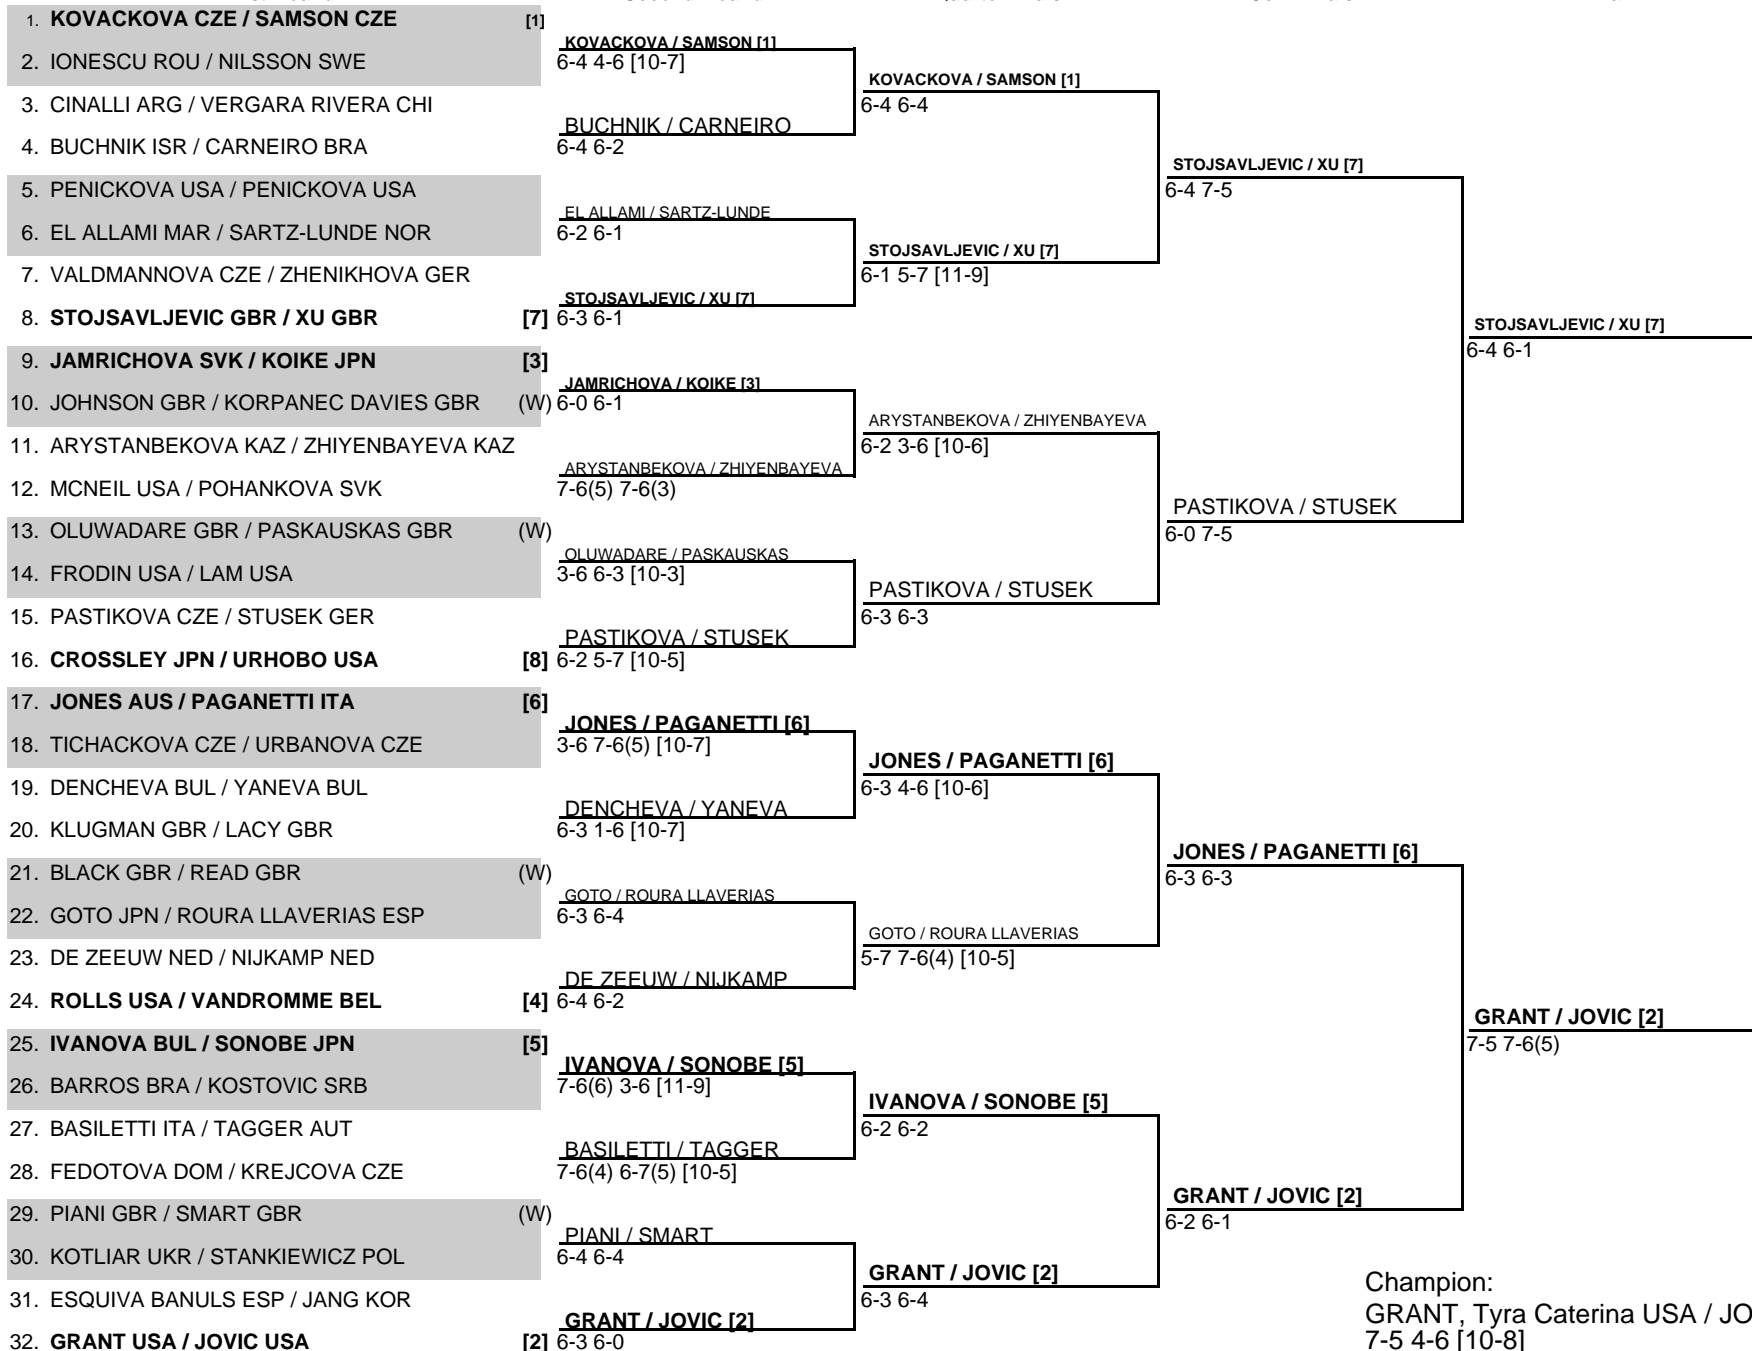 1. KOVACKOVA CZE / SAMSON CZE [1]
2. IONESCU ROU / NILSSON SWE
3. CINALLI ARG / VERGARA RIVERA CHI
4. BUCHNIK ISR / CARNEIRO BRA
5. PENICKOVA USA / PENICKOVA USA
6. EL ALLAMI MAR / SARTZ-LUNDE NOR
7. VALDMANNOVA CZE / ZHENIKHOVA GER
8. STOJSAVLJEVIC GBR / XU GBR [7]
9. JAMRICHOVA SVK / KOIKE JPN [3]
10. JOHNSON GBR / KORPANEC DAVIES GBR (W)
11. ARYSTANBEKOVA KAZ / ZHIYENBAYEVA KAZ
12. MCNEIL USA / POHANKOVA SVK
13. OLUWADARE GBR / PASKAUSKAS GBR (W)
14. FRODIN USA / LAM USA
15. PASTIKOVA CZE / STUSEK GER
16. CROSSLEY JPN / URHOBO USA [8]
17. JONES AUS / PAGANETTI ITA [6]
18. TICHACKOVA CZE / URBANOVA CZE
19. DENCHEVA BUL / YANEVA BUL
20. KLUGMAN GBR / LACY GBR
21. BLACK GBR / READ GBR (W)
22. GOTO JPN / ROURA LLAVERIAS ESP
23. DE ZEEUW NED / NIJKAMP NED
24. ROLLS USA / VANDROMME BEL [4]
25. IVANOVA BUL / SONOBE JPN [5]
26. BARROS BRA / KOSTOVIC SRB
27. BASILETTI ITA / TAGGER AUT
28. FEDOTOVA DOM / KREJCOVA CZE
29. PIANI GBR / SMART GBR (W)
30. KOTLIAR UKR / STANKIEWICZ POL
31. ESQUIVA BANULS ESP / JANG KOR
32. GRANT USA / JOVIC USA [2]
KOVACKOVA / SAMSON [1]
6-4 4-6 [10-7]
BUCHNIK / CARNEIRO
6-4 6-2
EL ALLAMI / SARTZ-LUNDE
6-2 6-1
STOJSAVLJEVIC / XU [7]
6-3 6-1
JAMRICHOVA / KOIKE [3]
6-0 6-1
ARYSTANBEKOVA / ZHIYENBAYEVA
7-6(5) 7-6(3)
OLUWADARE / PASKAUSKAS
3-6 6-3 [10-3]
PASTIKOVA / STUSEK
6-2 5-7 [10-5]
JONES / PAGANETTI [6]
3-6 7-6(5) [10-7]
DENCHEVA / YANEVA
6-3 1-6 [10-7]
GOTO / ROURA LLAVERIAS
6-3 6-4
DE ZEEUW / NIJKAMP
6-4 6-2
IVANOVA / SONOBE [5]
7-6(6) 3-6 [11-9]
BASILETTI / TAGGER
7-6(4) 6-7(5) [10-5]
PIANI / SMART
6-4 6-4
GRANT / JOVIC [2]
6-3 6-0
KOVACKOVA / SAMSON [1]
6-4 6-4
STOJSAVLJEVIC / XU [7]
6-1 5-7 [11-9]
ARYSTANBEKOVA / ZHIYENBAYEVA
6-2 3-6 [10-6]
PASTIKOVA / STUSEK
6-3 6-3
JONES / PAGANETTI [6]
6-3 4-6 [10-6]
GOTO / ROURA LLAVERIAS
5-7 7-6(4) [10-5]
IVANOVA / SONOBE [5]
6-2 6-2
GRANT / JOVIC [2]
6-3 6-4
STOJSAVLJEVIC / XU [7]
6-4 7-5
PASTIKOVA / STUSEK
6-0 7-5
JONES / PAGANETTI [6]
6-3 6-3
GRANT / JOVIC [2]
6-2 6-1
STOJSAVLJEVIC / XU [7]
6-4 6-1
GRANT / JOVIC [2]
7-5 7-6(5)
Champion:
GRANT, Tyra Caterina USA / JO
7-5 4-6 [10-8]